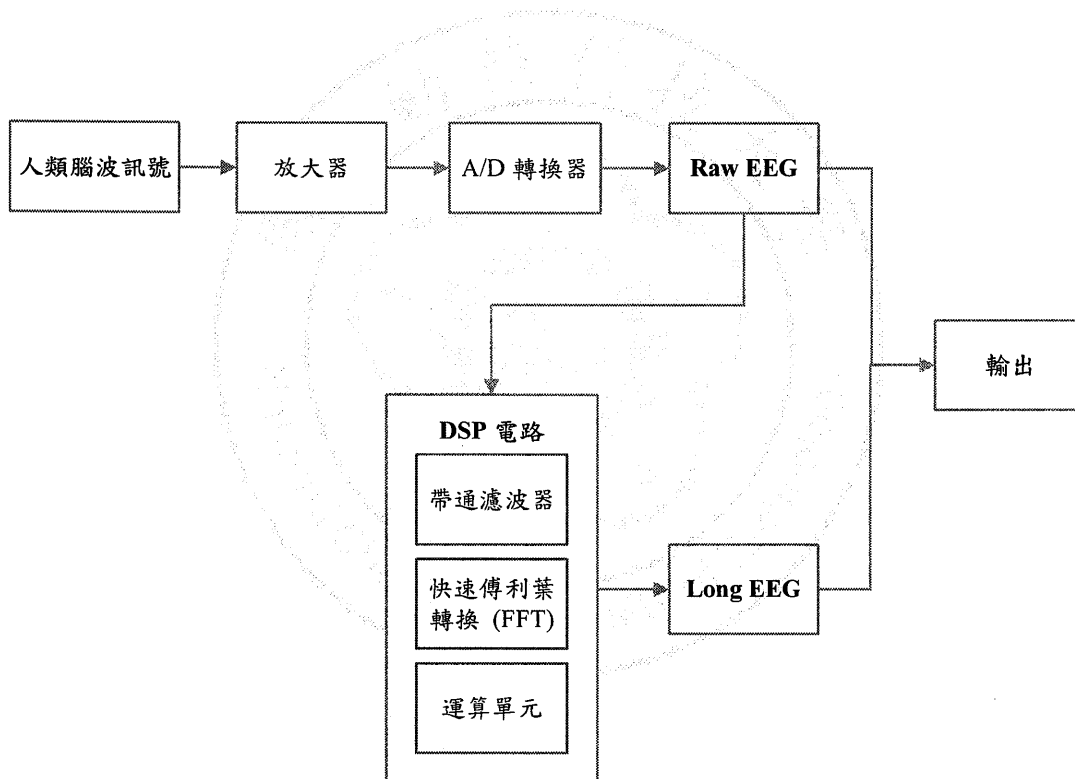 人類腦波訊號
放大器
A/D 轉換器
Raw EEG
輸出
DSP 電路
帶通濾波器
快速傅利葉
轉換 (FFT)
運算單元
Long EEG